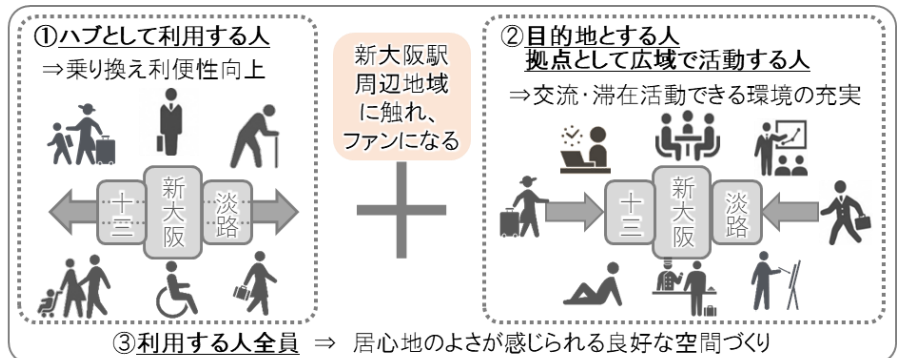 ①ハブとして利用する人
⇒乗り換え利便性向上
十三
新大阪
淡路
新大阪駅
周辺地域
に触れ、
ファンになる
②目的地とする人
拠点として広域で活動する人
⇒交流・滞在活動できる環境の充実
十三
新大阪
淡路
③利用する人全員 ⇒ 居心地のよさが感じられる良好な空間づくり